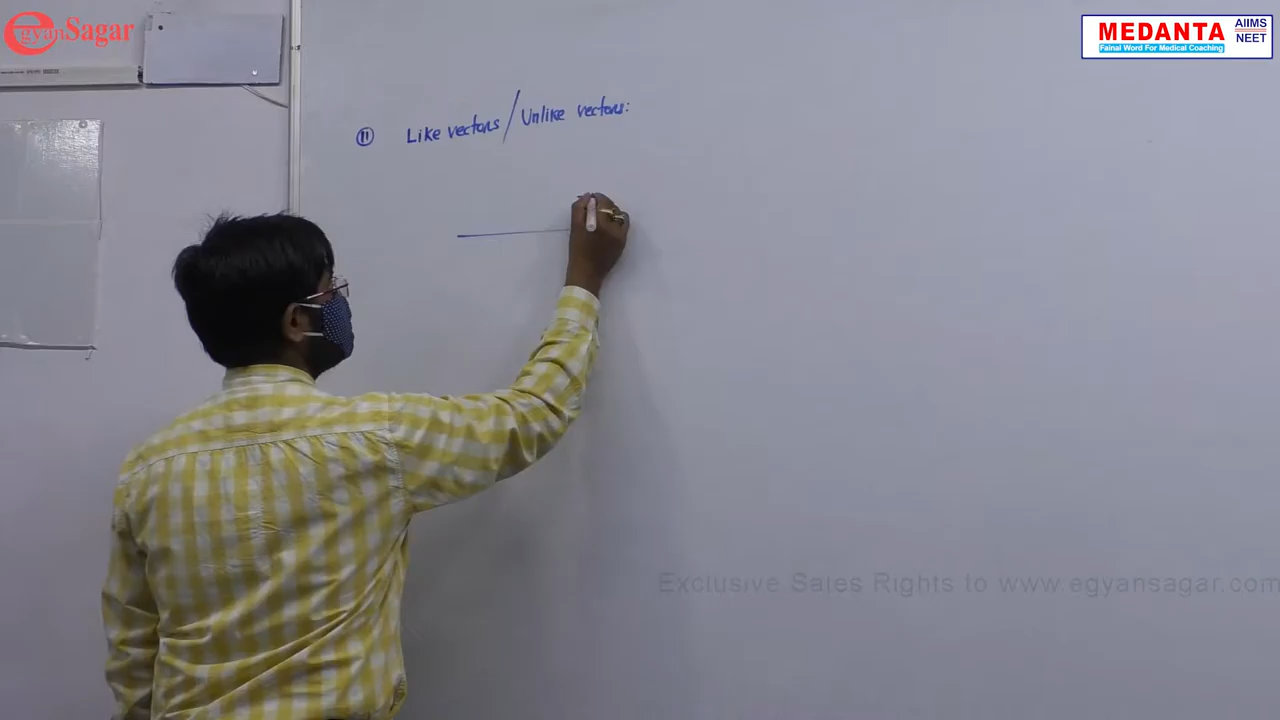 egyanSagar
MEDANTA AIIMS NEET
Fainal Word For Medical Coaching
11 Like vectors / Unlike vectors:
Exclusive Sales Rights to www.egyansagar.com